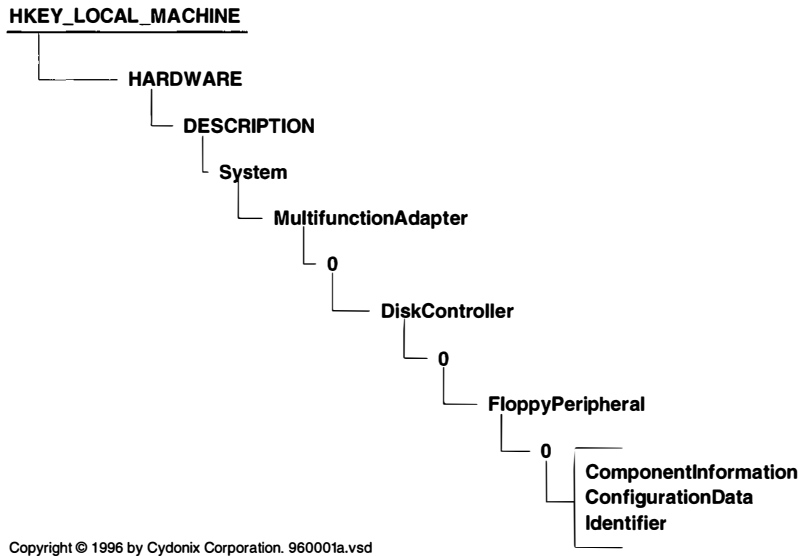 HKEY_LOCAL_MACHINE
HARDWARE
DESCRIPTION
System
MultifunctionAdapter
0
DiskController
0
FloppyPeripheral
0
ComponentInformation
ConfigurationData
Identifier
Copyright © 1996 by Cydonix Corporation. 960001a.vsd